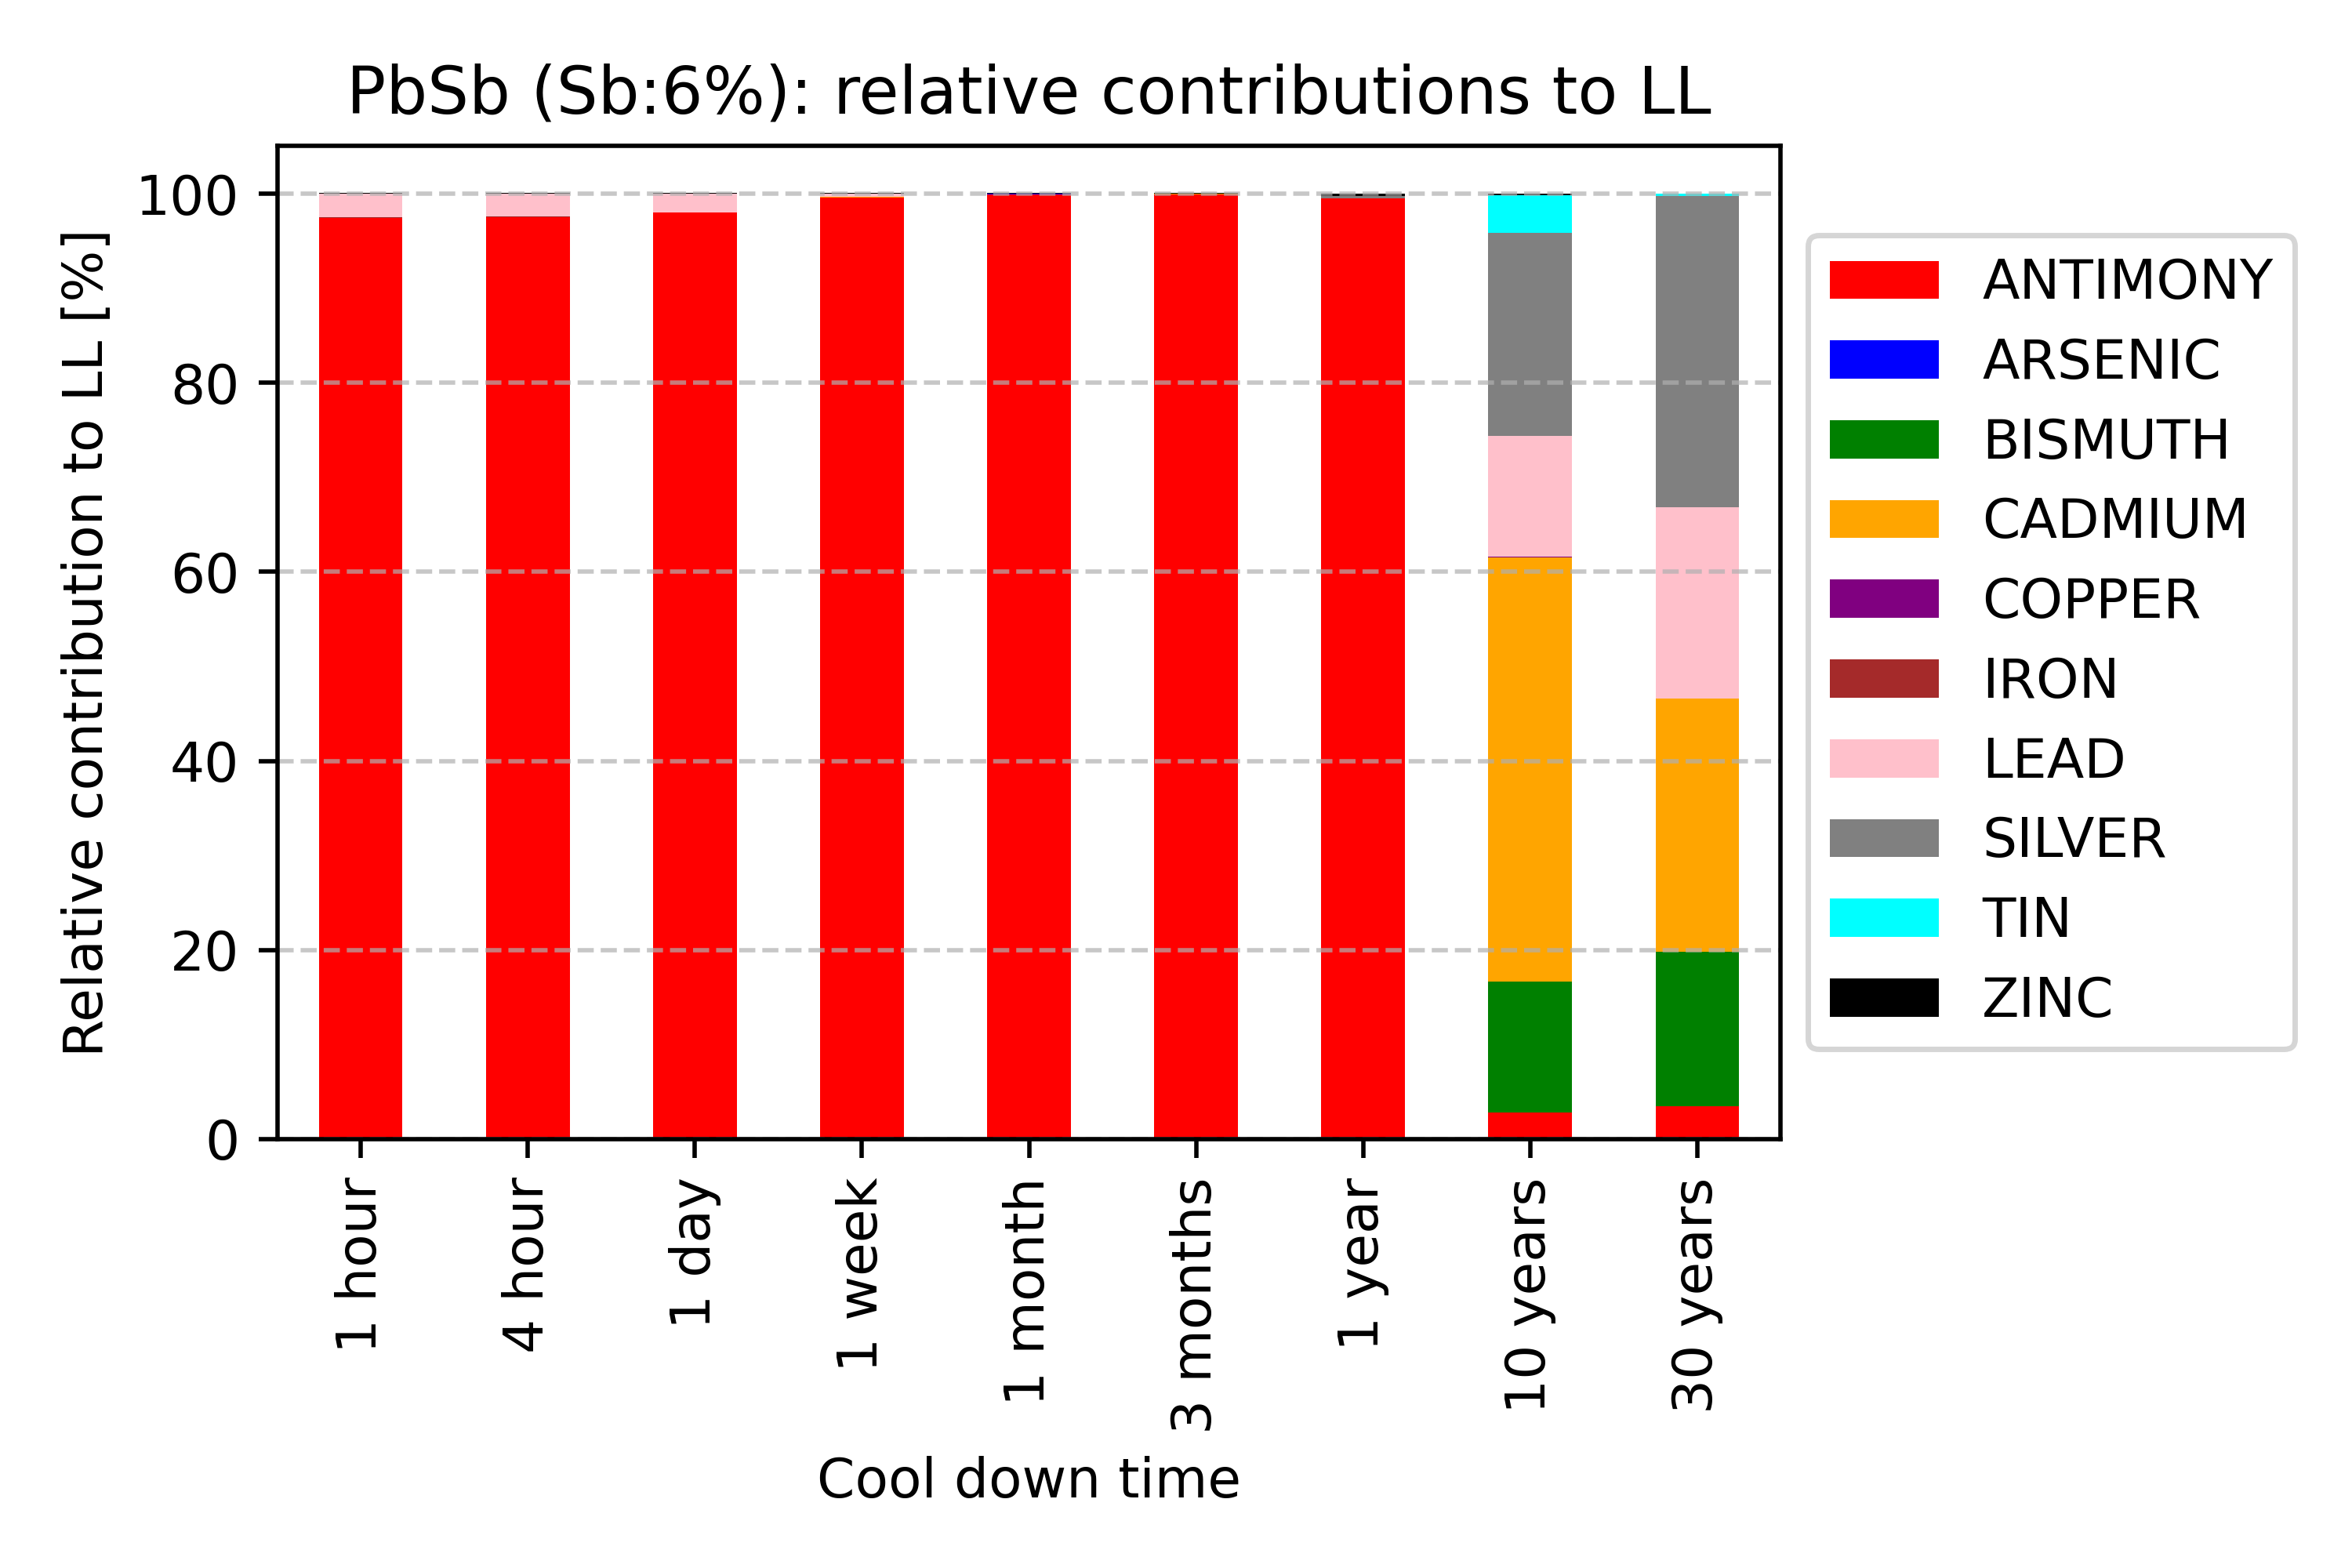 PbSb (Sb:6%): relative contributions to LL
Relative contribution to LL [%]
100
80
60
40
20
0
1 hour
4 hour
1 day
1 week
1 month
3 months
1 year
10 years
30 years
Cool down time
ANTIMONY
ARSENIC
BISMUTH
CADMIUM
COPPER
IRON
LEAD
SILVER
TIN
ZINC